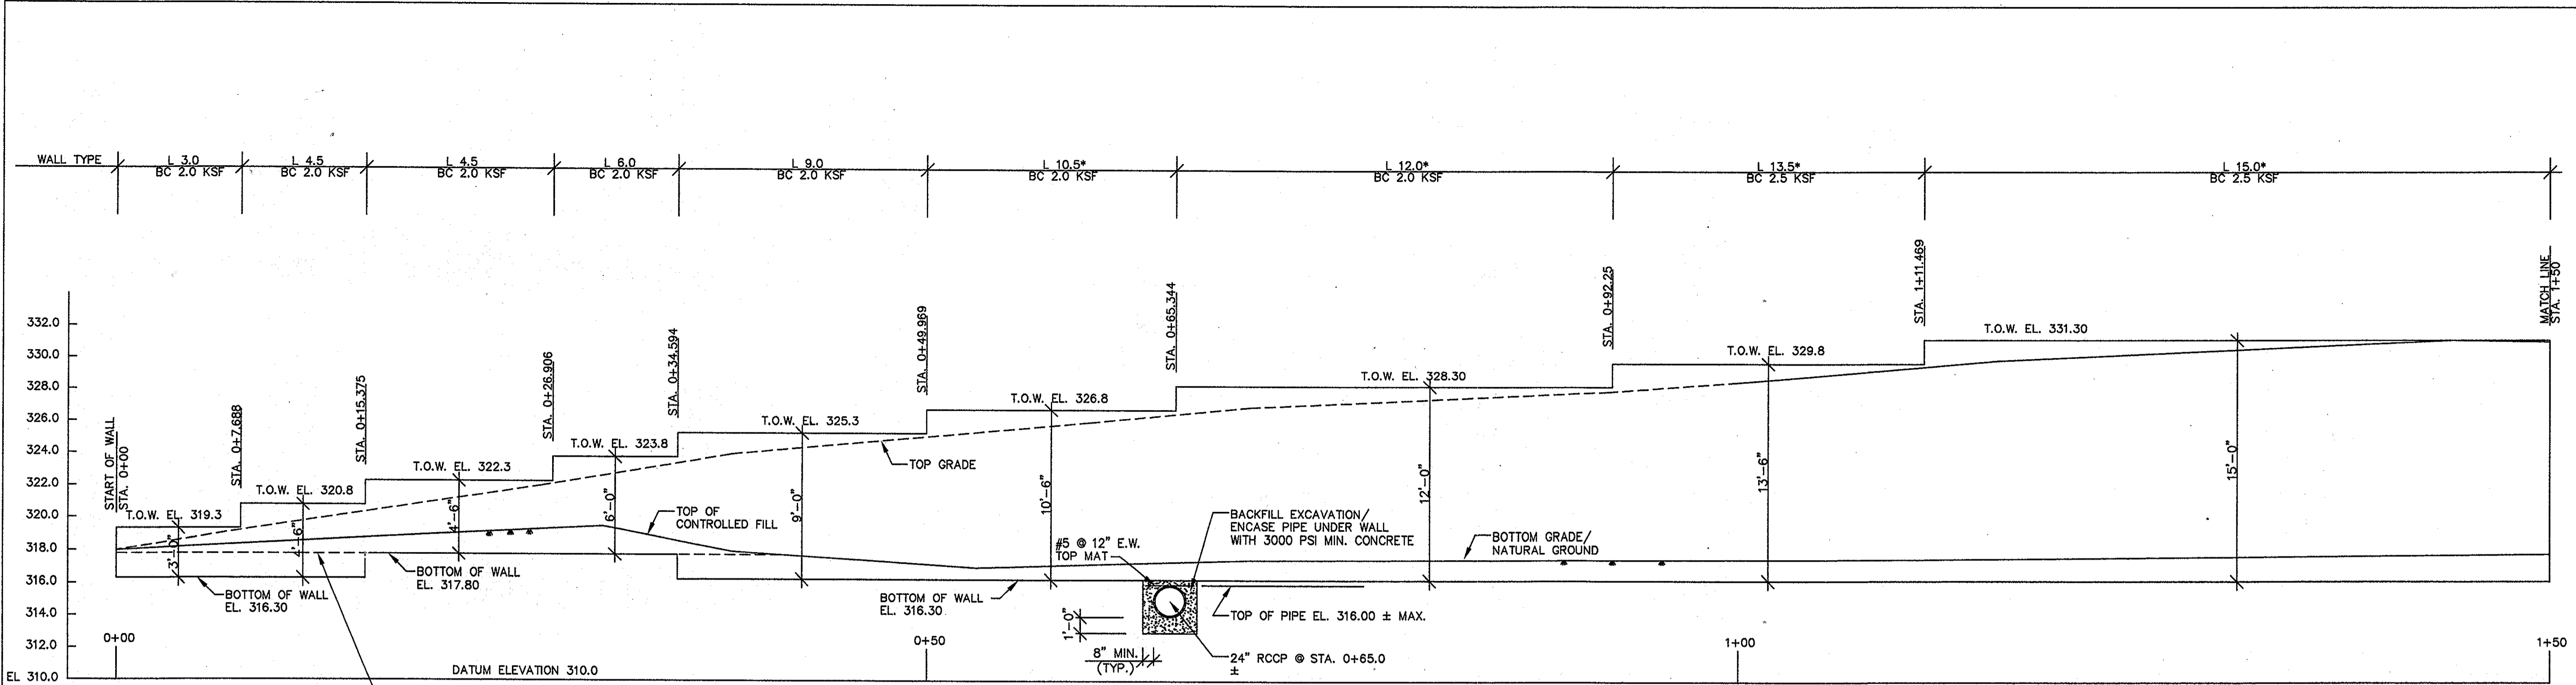 WALL TYPE
L 3.0
BC 2.0 KSF
L 4.5
BC 2.0 KSF
L 4.5
BC 2.0 KSF
L 6.0
BC 2.0 KSF
L 9.0
BC 2.0 KSF
L 10.5*
BC 2.0 KSF
L 12.0*
BC 2.0 KSF
L 13.5*
BC 2.5 KSF
L 15.0*
BC 2.5 KSF
START OF WALL
STA. 0+00
STA. 0+7.688
STA. 0+15.375
STA. 0+26.906
STA. 0+34.594
STA. 0+49.969
STA. 0+65.344
STA. 0+92.25
STA. 1+11.469
MATCH LINE
STA. 1+50
332.0
330.0
328.0
326.0
324.0
322.0
320.0
318.0
316.0
314.0
312.0
EL 310.0
T.O.W. EL. 319.3
T.O.W. EL. 320.8
T.O.W. EL. 322.3
T.O.W. EL. 323.8
T.O.W. EL. 325.3
T.O.W. EL. 326.8
T.O.W. EL. 328.30
T.O.W. EL. 329.8
T.O.W. EL. 331.30
3'-0"
4'-6"
4'-6"
6'-0"
9'-0"
10'-6"
12'-0"
13'-6"
15'-0"
TOP GRADE
TOP OF
CONTROLLED FILL
BACKFILL EXCAVATION/
ENCASE PIPE UNDER WALL
WITH 3000 PSI MIN. CONCRETE
#5 @ 12" E.W.
TOP MAT
BOTTOM GRADE/
NATURAL GROUND
BOTTOM OF WALL
EL. 316.30
BOTTOM OF WALL
EL. 317.80
BOTTOM OF WALL
EL. 316.30
TOP OF PIPE EL. 316.00 ± MAX.
1'-0"
8" MIN.
(TYP.)
24" RCCP @ STA. 0+65.0
±
0+00
0+50
1+00
1+50
DATUM ELEVATION 310.0